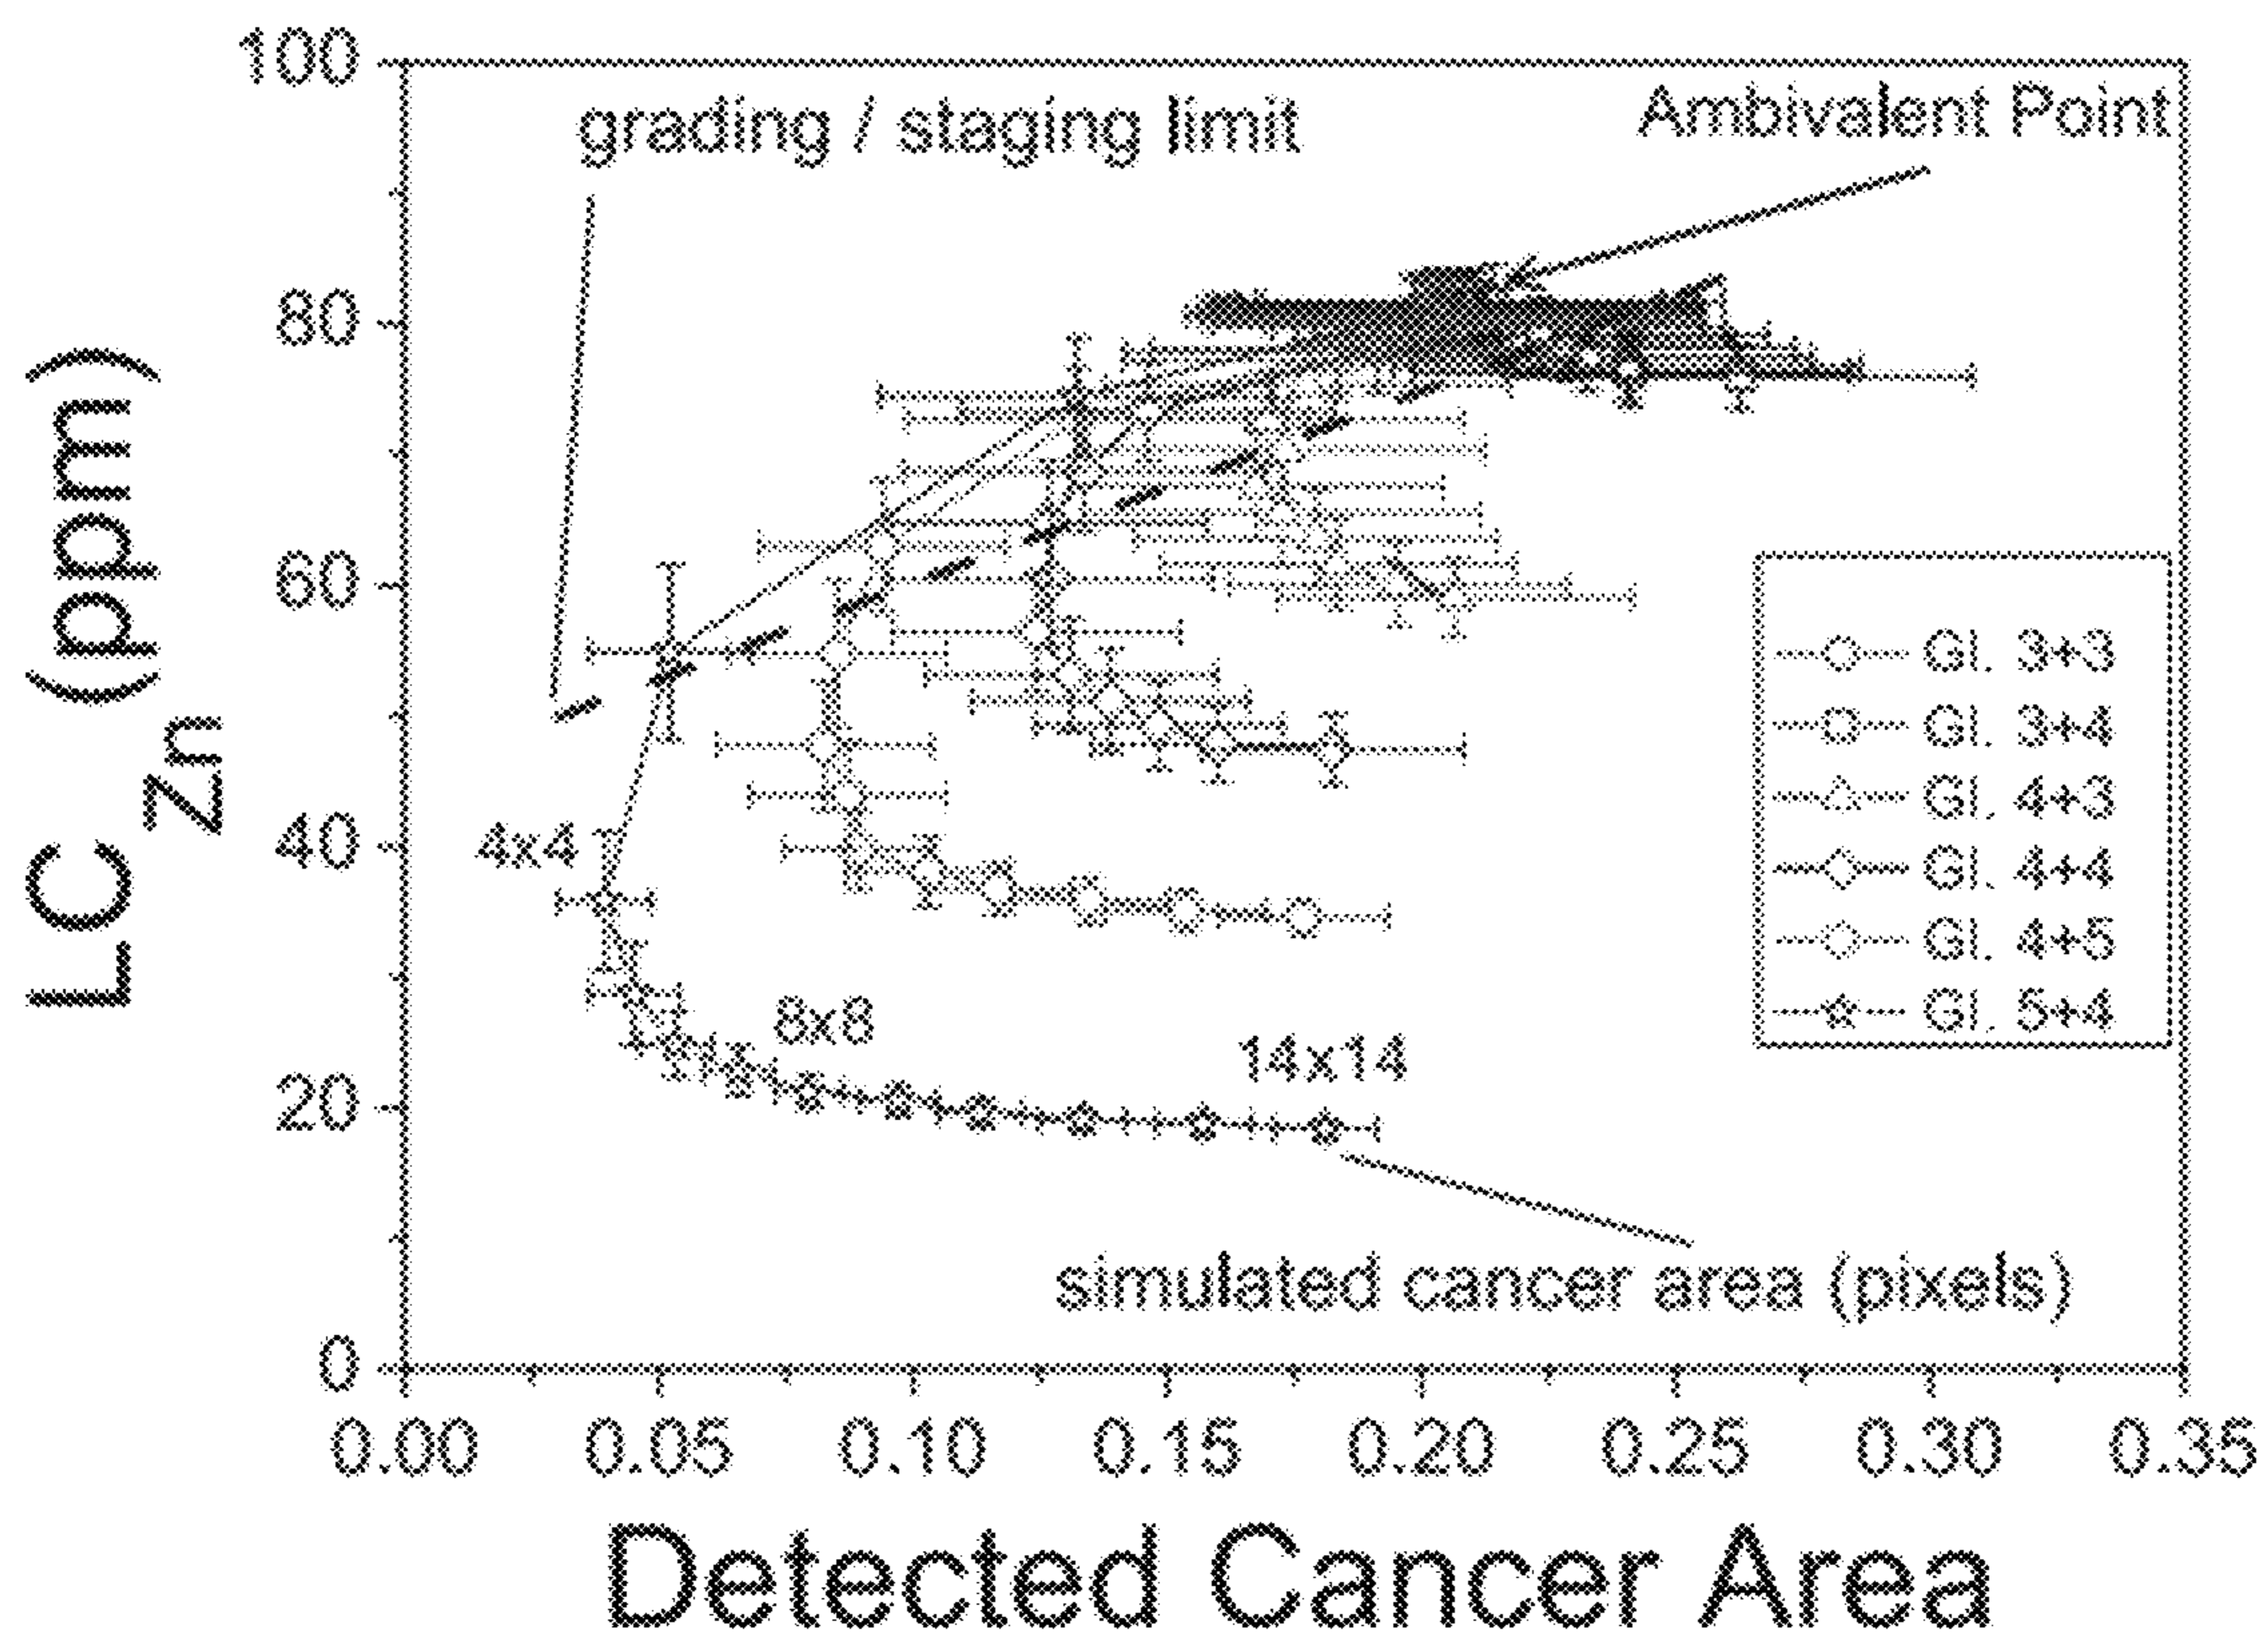 100
80
60
40
20
0
LC Zn (ppm)
grading / staging limit
Ambivalent Point
4x4
8x8
14x14
simulated cancer area (pixels)
Gl. 3+3
Gl. 3+4
Gl. 4+3
Gl. 4+4
Gl. 4+5
Gl. 5+4
0.00 0.05 0.10 0.15 0.20 0.25 0.30 0.35
Detected Cancer Area